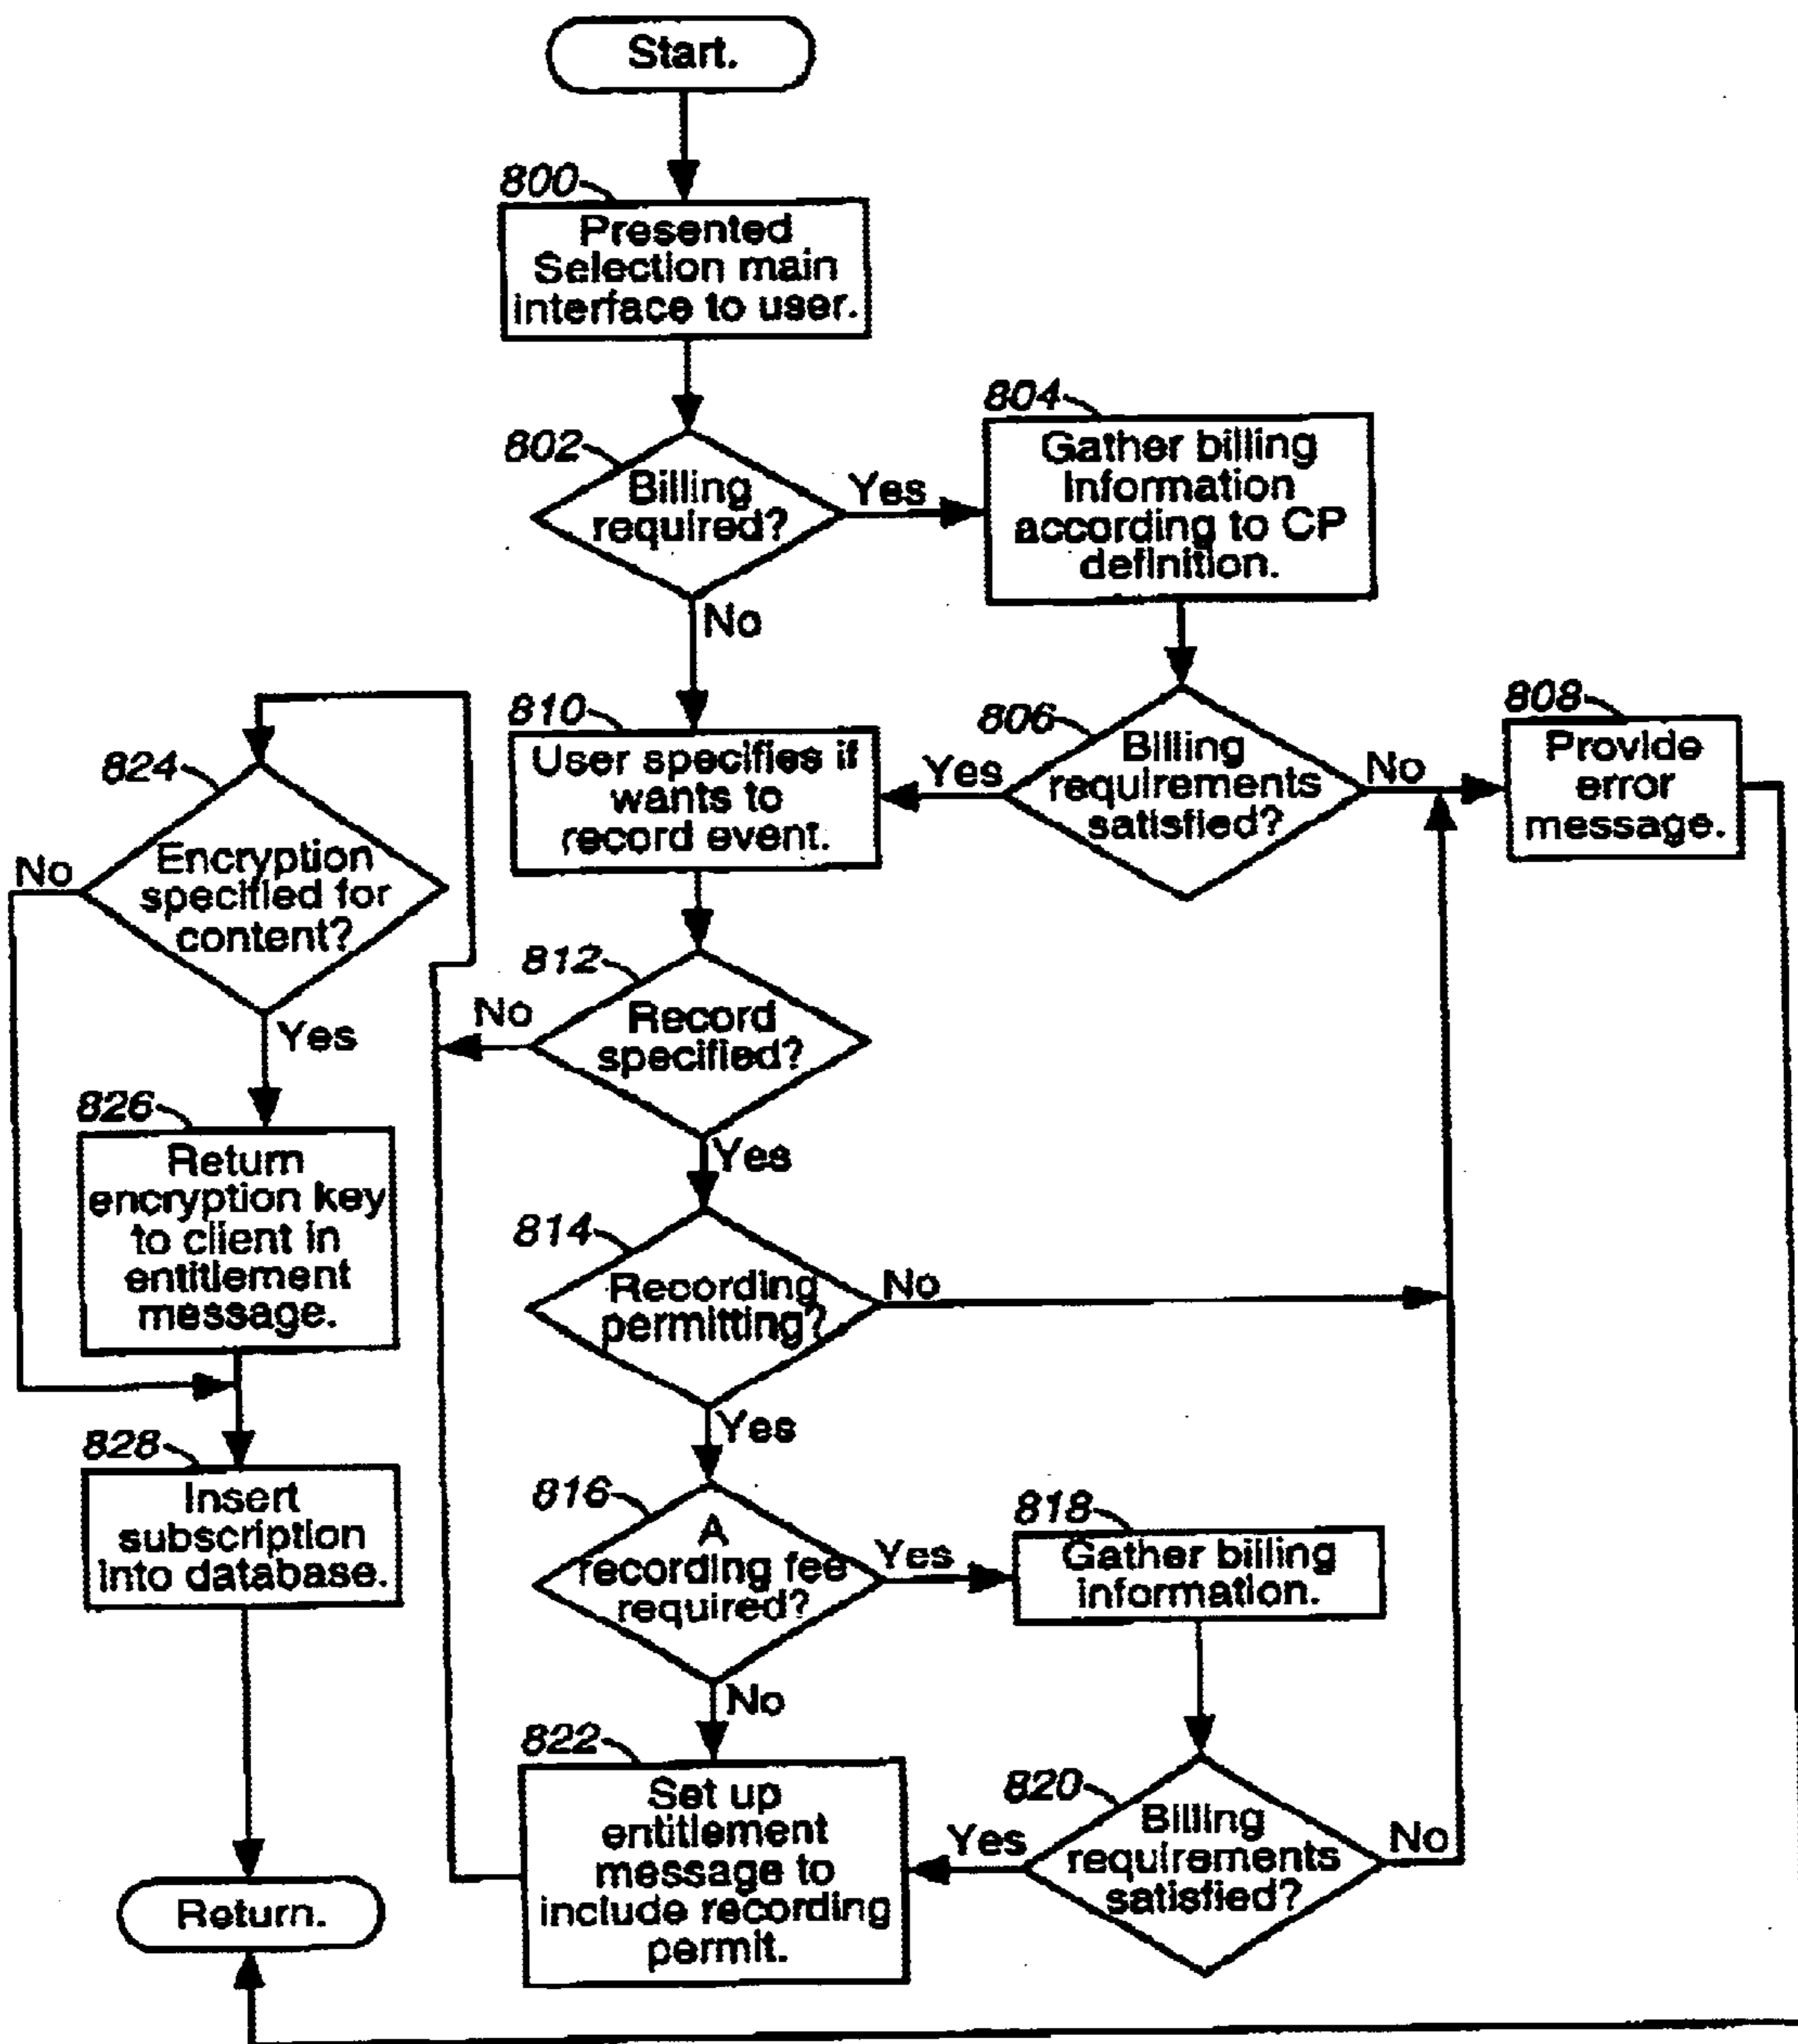 Start.
800
Presented
Selection main
interface to user.
802
Billing
required?
Yes
No
804
Gather billing
Information
according to CP
definition.
806
Billing
requirements
satisfied?
Yes
No
808
Provide
error
message.
810
User specifies if
wants to
record event.
812
Record
specified?
No
Yes
814
Recording
permitting?
No
Yes
816
A
recording fee
required?
Yes
No
818
Gather billing
information.
820
Billing
requirements
satisfied?
Yes
No
822
Set up
entitlement
message to
include recording
permit.
824
Encryption
specified for
content?
No
Yes
826
Return
encryption key
to client in
entitlement
message.
828
Insert
subscription
into database.
Return.